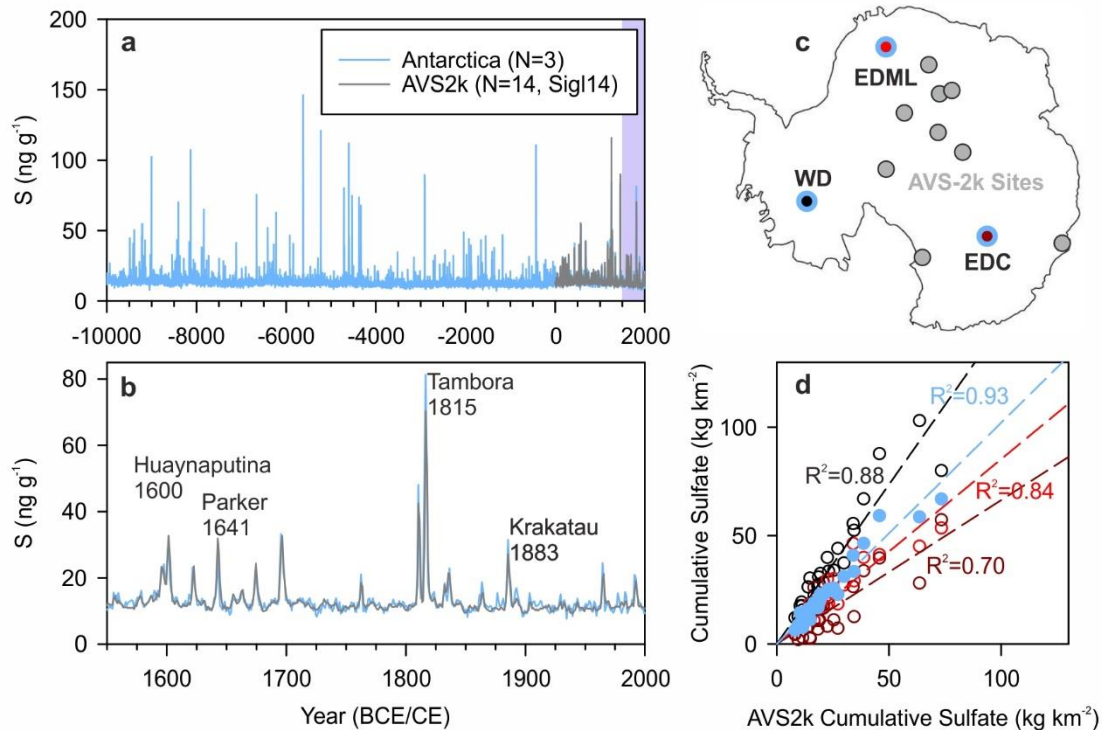 a
Antarctica (N=3)
AVS2k (N=14, Sigl14)
S (ng g⁻¹)
200
150
100
50
0
-10000 -8000 -6000 -4000 -2000 0 2000
c
EDML
WD
AVS-2k Sites
EDC
b
Tambora
1815
Huaynaputina
1600
Parker
1641
Krakatau
1883
S (ng g⁻¹)
80
60
40
20
0
1600 1700 1800 1900 2000
Year (BCE/CE)
d
R²=0.93
R²=0.88
R²=0.84
R²=0.70
Cumulative Sulfate (kg km⁻²)
100
50
0
0 50 100
AVS2k Cumulative Sulfate (kg km⁻²)